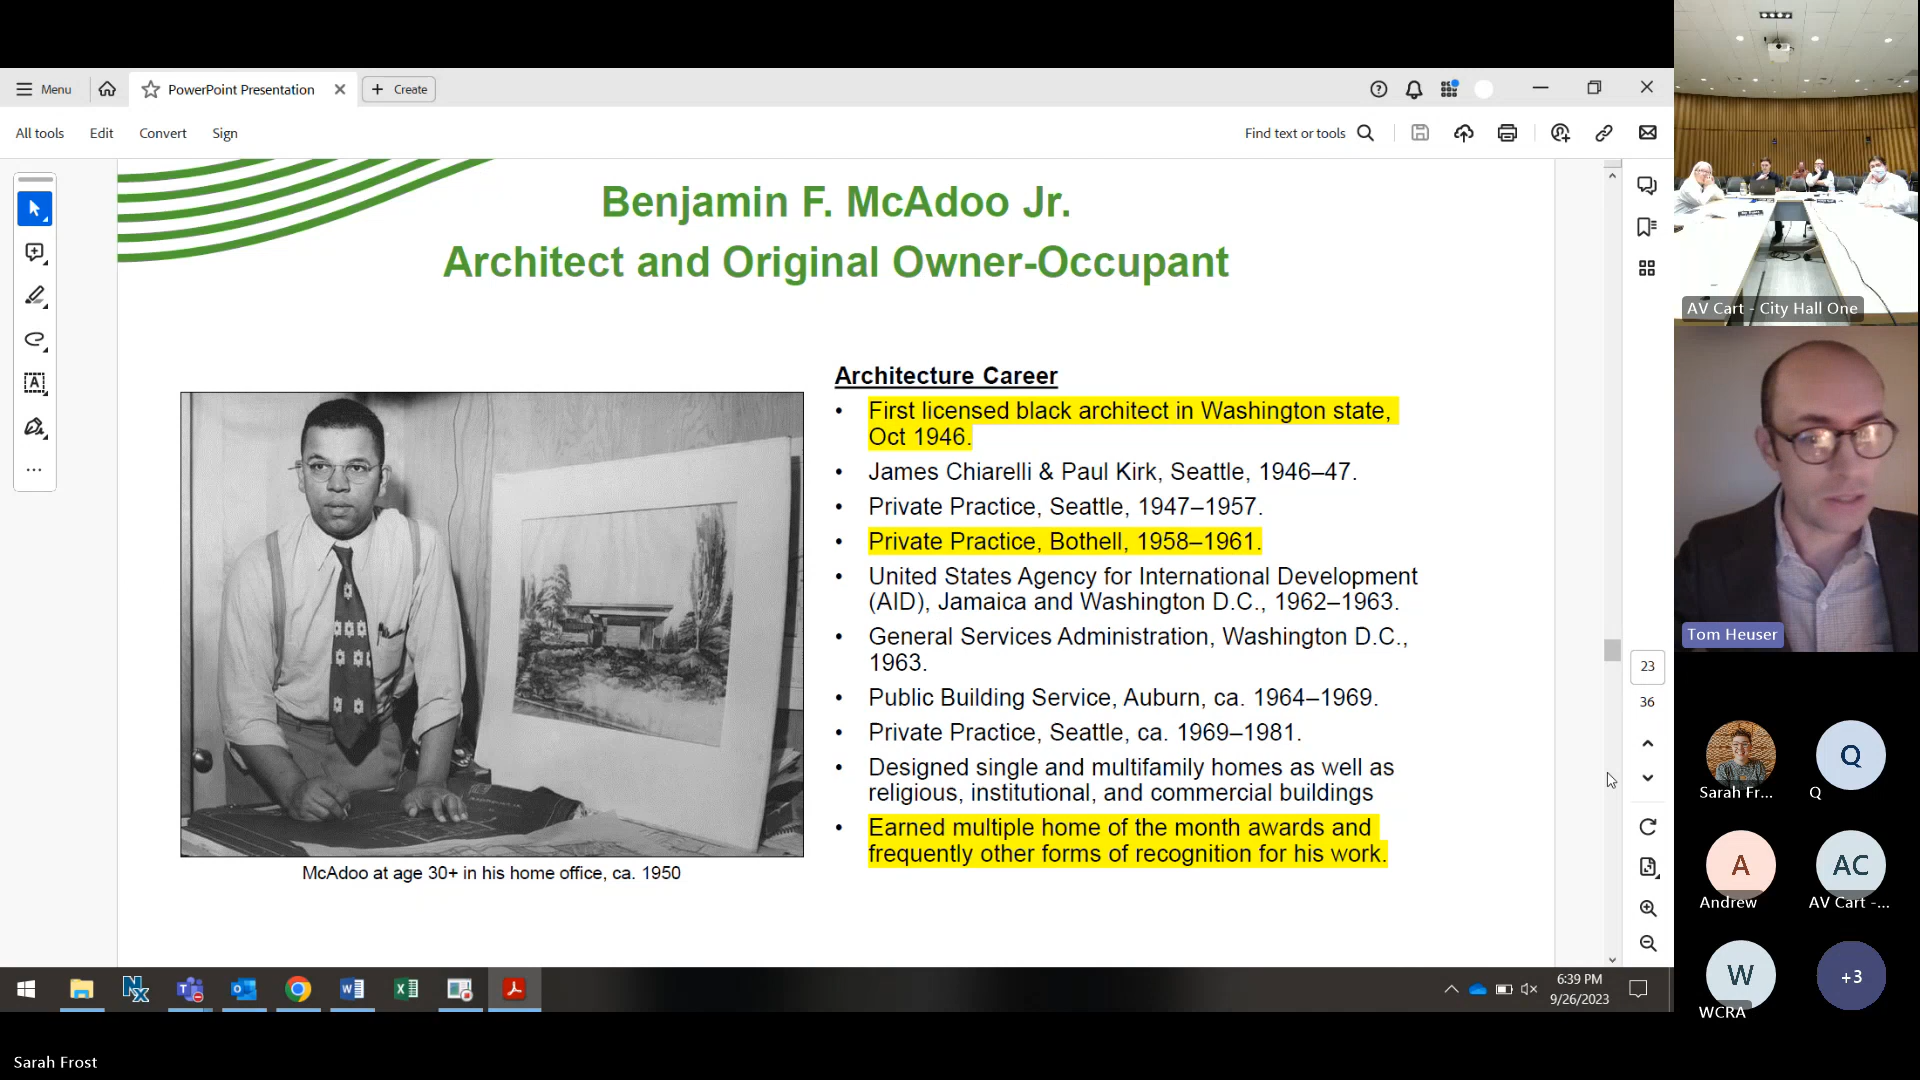 Menu
PowerPoint Presentation
Create
All tools
Edit
Convert
Sign
Find text or tools
Benjamin F. McAdoo Jr.
Architect and Original Owner-Occupant
Architecture Career
• First licensed black architect in Washington state,
Oct 1946.
• James Chiarelli & Paul Kirk, Seattle, 1946–47.
• Private Practice, Seattle, 1947–1957.
• Private Practice, Bothell, 1958–1961.
• United States Agency for International Development
(AID), Jamaica and Washington D.C., 1962–1963.
• General Services Administration, Washington D.C.,
1963.
• Public Building Service, Auburn, ca. 1964–1969.
• Private Practice, Seattle, ca. 1969–1981.
• Designed single and multifamily homes as well as
religious, institutional, and commercial buildings
• Earned multiple home of the month awards and
frequently other forms of recognition for his work.
McAdoo at age 30+ in his home office, ca. 1950
23
36
6:39 PM
9/26/2023
AV Cart - City Hall One
Tom Heuser
Sarah Fr...
Q
Q
A
Andrew
AC
AV Cart -...
W
WCRA
+3
Sarah Frost